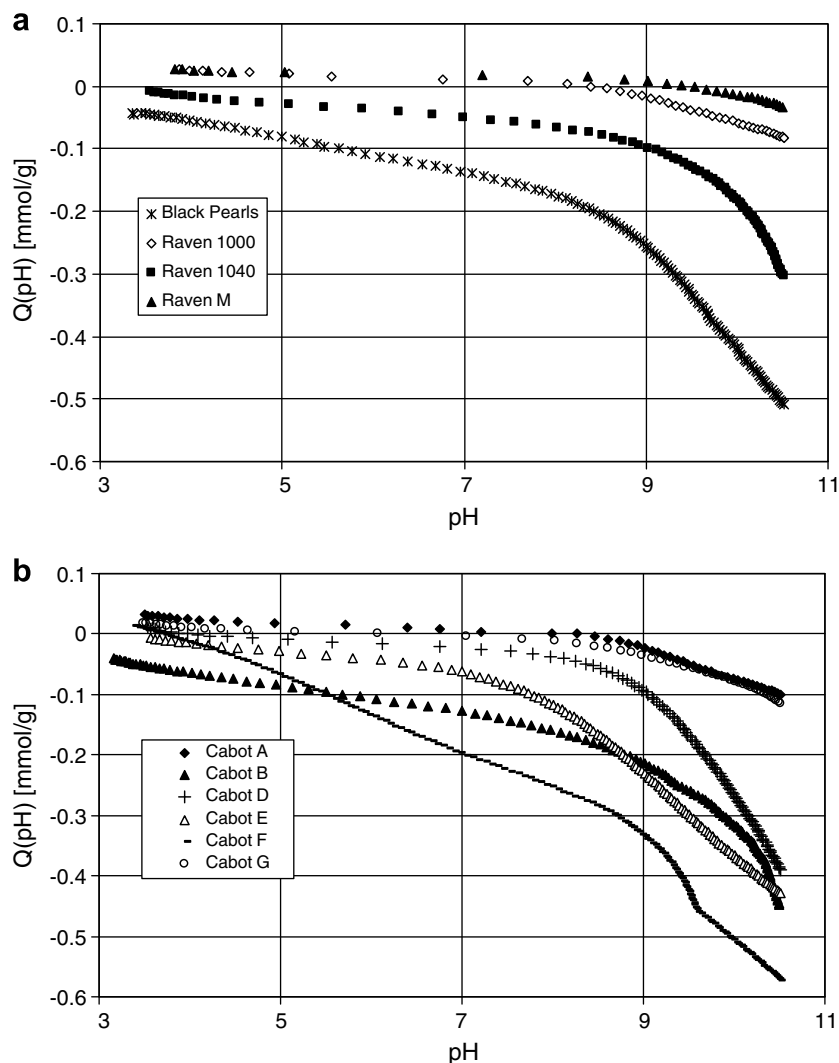 a
0.1
0
-0.1
-0.2
-0.3
-0.4
-0.5
-0.6
Q(pH) [mmol/g]
Black Pearls
Raven 1000
Raven 1040
Raven M
3 5 7 9 11
pH
b
0.1
0
-0.1
-0.2
-0.3
-0.4
-0.5
-0.6
Q(pH) [mmol/g]
Cabot A
Cabot B
Cabot D
Cabot E
Cabot F
Cabot G
3 5 7 9 11
pH